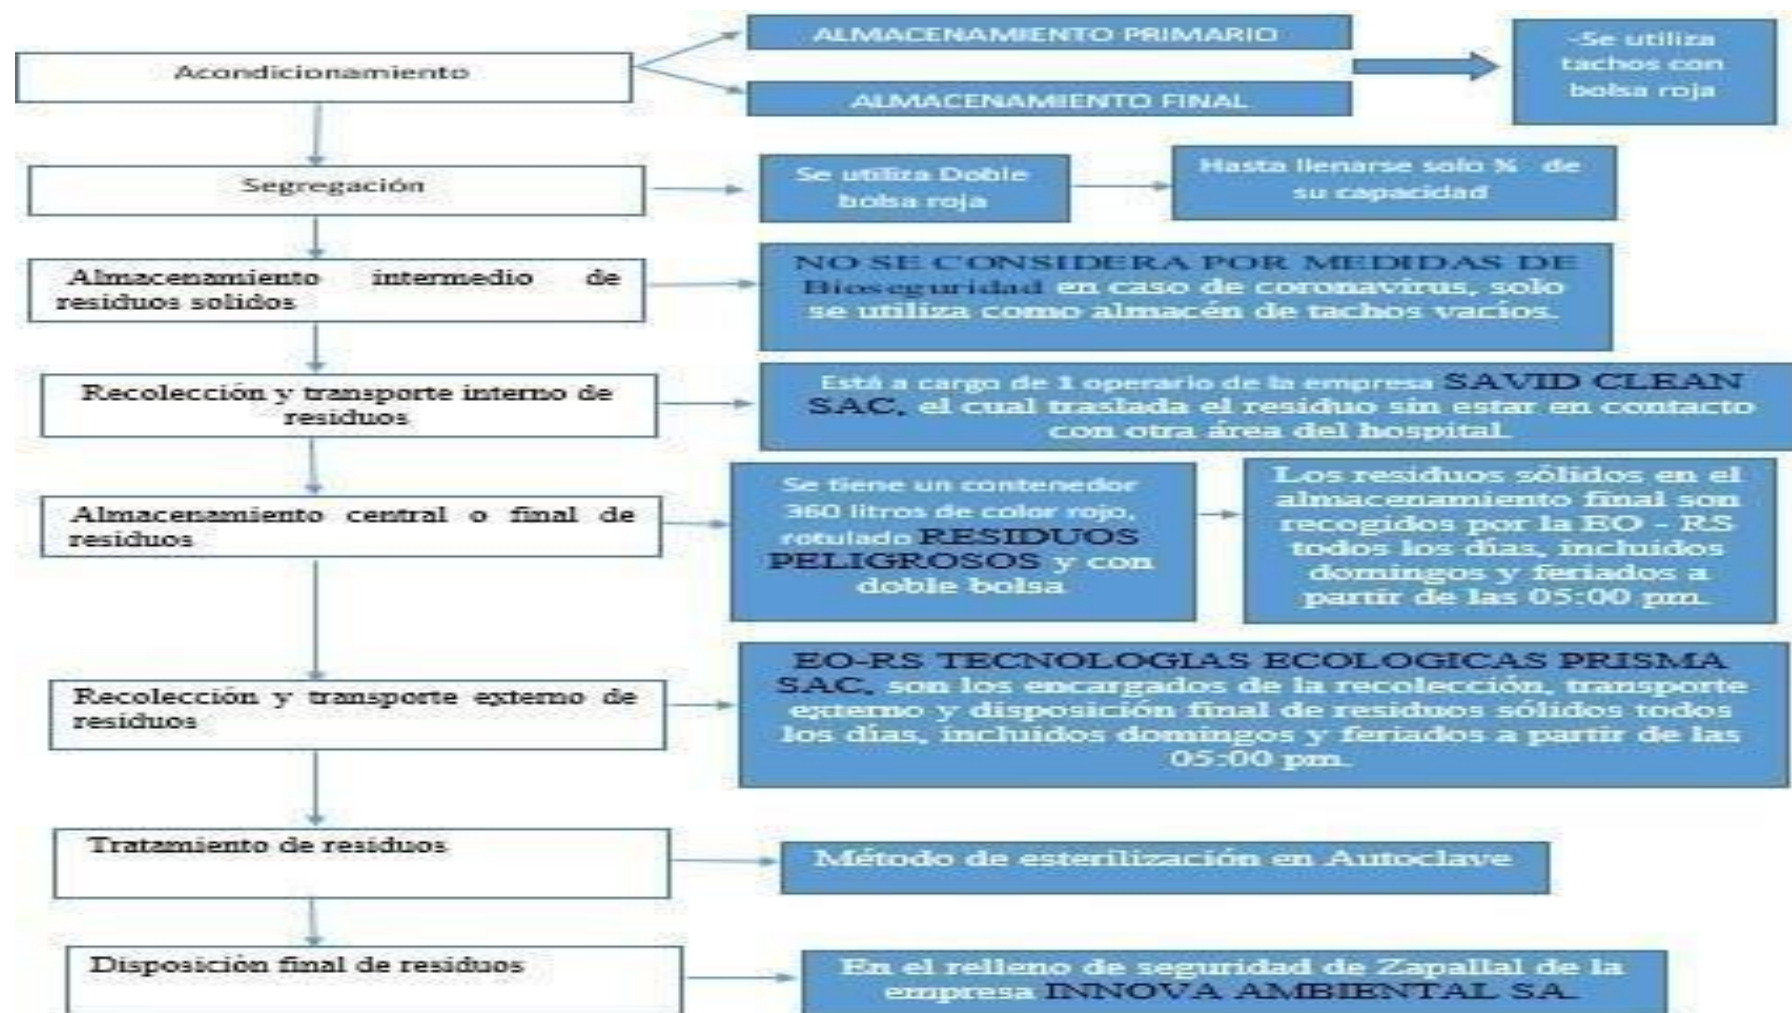 Acondicionamiento
ALMACENAMIENTO PRIMARIO
ALMACENAMIENTO FINAL
-Se utiliza
tachos con
bolsa roja
Segregación
Se utiliza Doble
bolsa roja
Hasta llenarse solo de
su capacidad
Almacenamiento intermedio de
residuos solidos
NO SE CONSIDERA POR MEDIDAS DE
Bioseguridad en caso de coronavirus, solo
se utiliza como almacén de tachos vacíos.
Recolección y transporte interno de
residuos
Está a cargo de 1 operario de la empresa SAVID CLEAN
SAC, el cual traslada el residuo sin estar en contacto
con otra área del hospital.
Almacenamiento central o final de
residuos
Se tiene un contenedor
360 litros de color rojo,
rotulado RESIDUOS
PELIGROSOS y con
doble bolsa
Los residuos sólidos en el
almacenamiento final son
recogidos por la EO - RS
todos los días, incluidos
domingos y feriados a
partir de las 05:00 pm.
Recolección y transporte externo de
residuos
EO-RS TECNOLOGIAS ECOLOGICAS PRISMA
SAC, son los encargados de la recolección, transporte
externo y disposición final de residuos sólidos todos
los días, incluidos domingos y feriados a partir de las
05:00 pm.
Tratamiento de residuos
Método de esterilización en Autoclave
Disposición final de residuos
En el relleno de seguridad de Zapallal de la
empresa INNOVA AMBIENTAL SA.